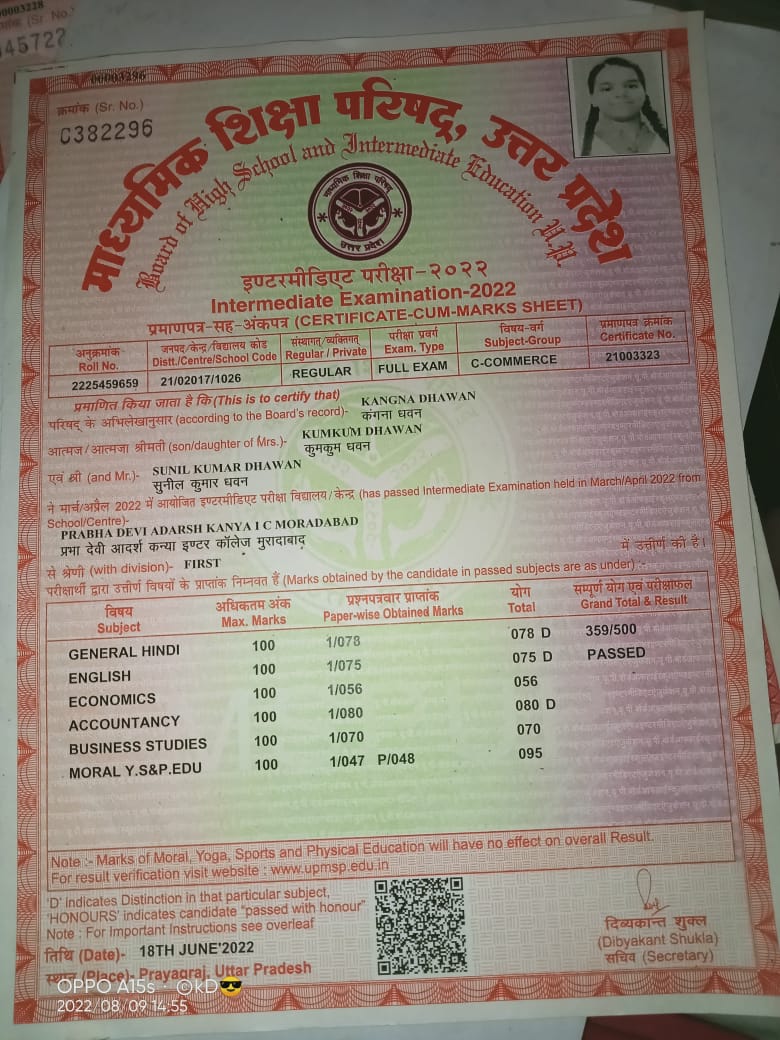 00003228
क्रमांक (Sr. No.)
45722
00003296
क्रमांक (Sr. No.)
C382296
माध्यमिक शिक्षा परिषद्, उत्तर प्रदेश
Board of High School and Intermediate Education U.P.
माध्यमिक शिक्षा परिषद्
उत्तर प्रदेश
इण्टरमीडिएट परीक्षा-२०२२
Intermediate Examination-2022
प्रमाणपत्र-सह-अंकपत्र (CERTIFICATE-CUM-MARKS SHEET)
अनुक्रमांक जनपद/केन्द्र/विद्यालय कोड संस्थागत/व्यक्तिगत परीक्षा प्रवर्ग विषय-वर्ग प्रमाणपत्र क्रमांक
Roll No. Distt./Centre/School Code Regular / Private Exam. Type Subject-Group Certificate No.
2225459659 21/02017/1026 REGULAR FULL EXAM C-COMMERCE 21003323
प्रमाणित किया जाता है कि(This is to certify that) KANGNA DHAWAN
परिषद् के अभिलेखानुसार (according to the Board's record)- कंगना धवन
आत्मज/आत्मजा श्रीमती (son/daughter of Mrs.)- KUMKUM DHAWAN
कुमकुम धवन
एवं श्री (and Mr.)- SUNIL KUMAR DHAWAN
सुनील कुमार धवन
ने मार्च/अप्रैल 2022 में आयोजित इण्टरमीडिएट परीक्षा विद्यालय/केन्द्र (has passed Intermediate Examination held in March/April 2022 from
School/Centre)-
PRABHA DEVI ADARSH KANYA I C MORADABAD
प्रभा देवी आदर्श कन्या इण्टर कॉलेज मुरादाबाद
से श्रेणी (with division)- FIRST में उत्तीर्ण की है।
परीक्षार्थी द्वारा उत्तीर्ण विषयों के प्राप्तांक निम्नवत हैं (Marks obtained by the candidate in passed subjects are as under) :-
विषय अधिकतम अंक प्रश्नपत्रवार प्राप्तांक योग सम्पूर्ण योग एवं परीक्षाफल
Subject Max. Marks Paper-wise Obtained Marks Total Grand Total & Result
GENERAL HINDI 100 1/078 078 D 359/500
ENGLISH 100 1/075 075 D PASSED
ECONOMICS 100 1/056 056
ACCOUNTANCY 100 1/080 080 D
BUSINESS STUDIES 100 1/070 070
MORAL Y.S&P.EDU 100 1/047 P/048 095
Note :- Marks of Moral, Yoga, Sports and Physical Education will have no effect on overall Result.
For result verification visit website : www.upmsp.edu.in
'D' indicates Distinction in that particular subject,
'HONOURS' indicates candidate "passed with honour"
Note : For Important Instructions see overleaf
तिथि (Date)- 18TH JUNE'2022
स्थान (Place)- Prayagraj, Uttar Pradesh
दिव्यकान्त शुक्ल
(Dibyakant Shukla)
सचिव (Secretary)
OPPO A15s · ©kD😎
2022/08/09 14:55